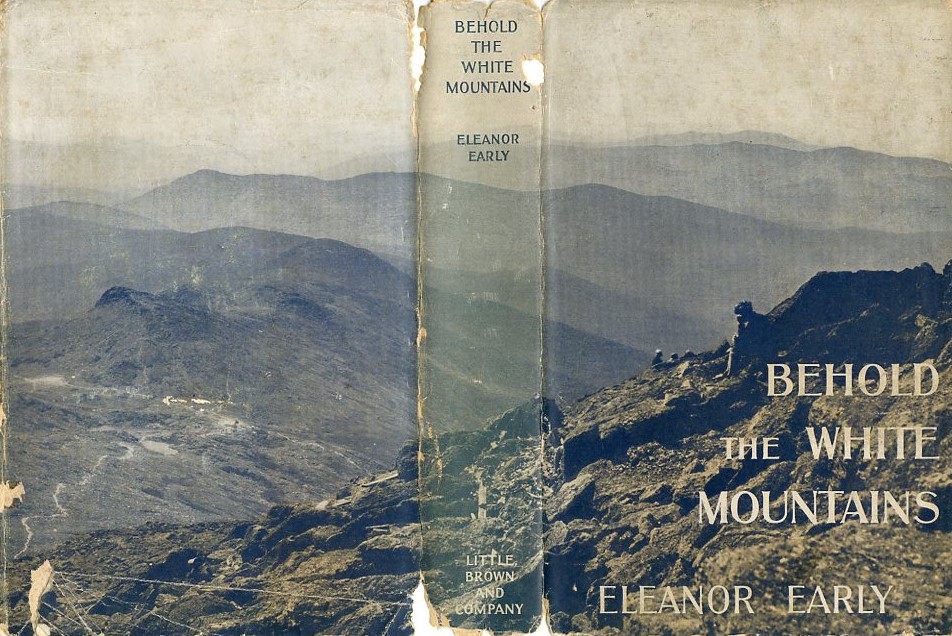 BEHOLD
THE
WHITE
MOUNTAINS
ELEANOR
EARLY
LITTLE,
BROWN
AND
COMPANY
BEHOLD
THE WHITE
MOUNTAINS
ELEANOR EARLY